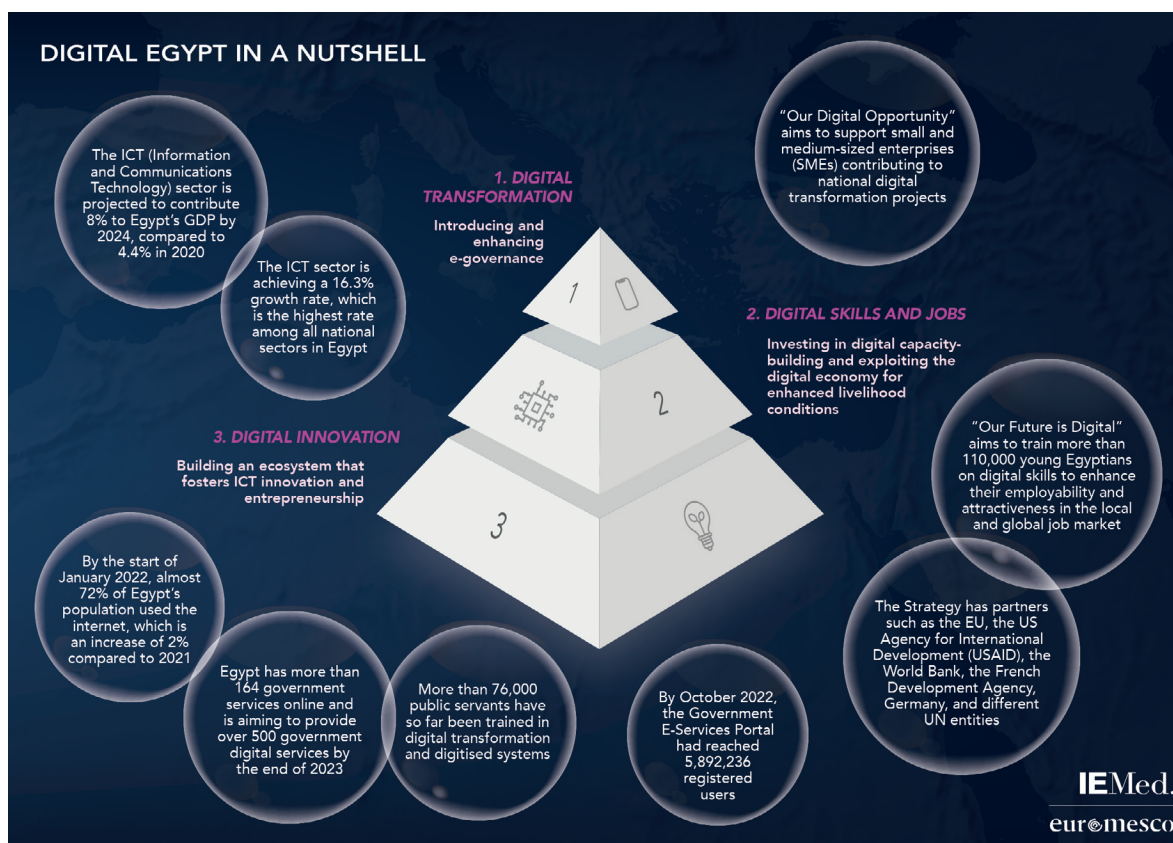 DIGITAL EGYPT IN A NUTSHELL
The ICT (Information
and Communications
Technology) sector is
projected to contribute
8% to Egypt's GDP by
2024, compared to
4.4% in 2020
The ICT sector is
achieving a 16.3%
growth rate, which
is the highest rate
among all national
sectors in Egypt
1. DIGITAL
TRANSFORMATION
Introducing and
enhancing
e-governance
"Our Digital Opportunity"
aims to support small and
medium-sized enterprises
(SMEs) contributing to
national digital
transformation projects
1
2. DIGITAL SKILLS AND JOBS
Investing in digital capacity-
building and exploiting the
digital economy for
enhanced livelihood
conditions
2
3. DIGITAL INNOVATION
Building an ecosystem that
fosters ICT innovation and
entrepreneurship
3
"Our Future is Digital"
aims to train more than
110,000 young Egyptians
on digital skills to enhance
their employability and
attractiveness in the local
and global job market
By the start of
January 2022, almost
72% of Egypt's
population used the
internet, which is
an increase of 2%
compared to 2021
Egypt has more than
164 government
services online and
is aiming to provide
over 500 government
digital services by
the end of 2023
More than 76,000
public servants have
so far been trained in
digital transformation
and digitised systems
By October 2022,
the Government
E-Services Portal
had reached
5,892,236
registered
users
The Strategy has partners
such as the EU, the US
Agency for International
Development (USAID), the
World Bank, the French
Development Agency,
Germany, and different
UN entities
IEMed.
euromesco